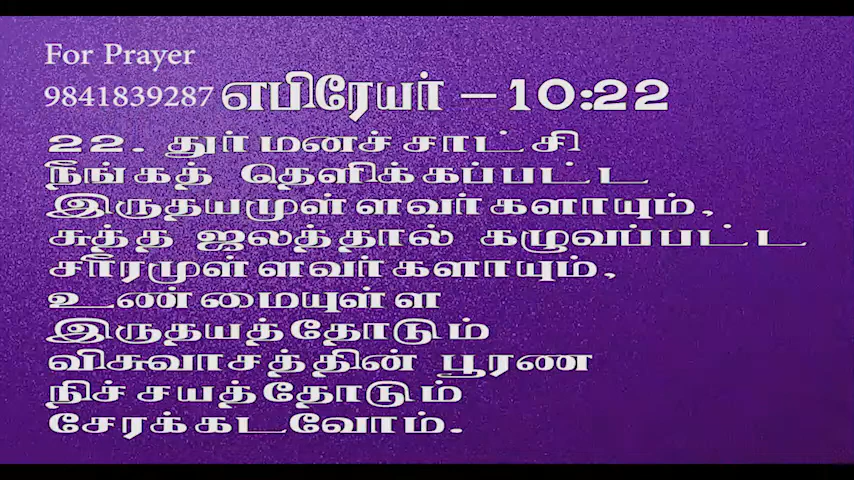 For Prayer
9841839287
எபிரேயர் – 10:22
22. துர்மனச்சாட்சி
நீங்கத் தெளிக்கப்பட்ட
இருதயமுள்ளவர்களாயும்,
சுத்த ஜலத்தால் கழுவப்பட்ட
சரீரமுள்ளவர்களாயும்,
உண்மையுள்ள
இருதயத்தோடும்
விசுவாசத்தின் பூரண
நிச்சயத்தோடும்
சேரக்கடவோம்.